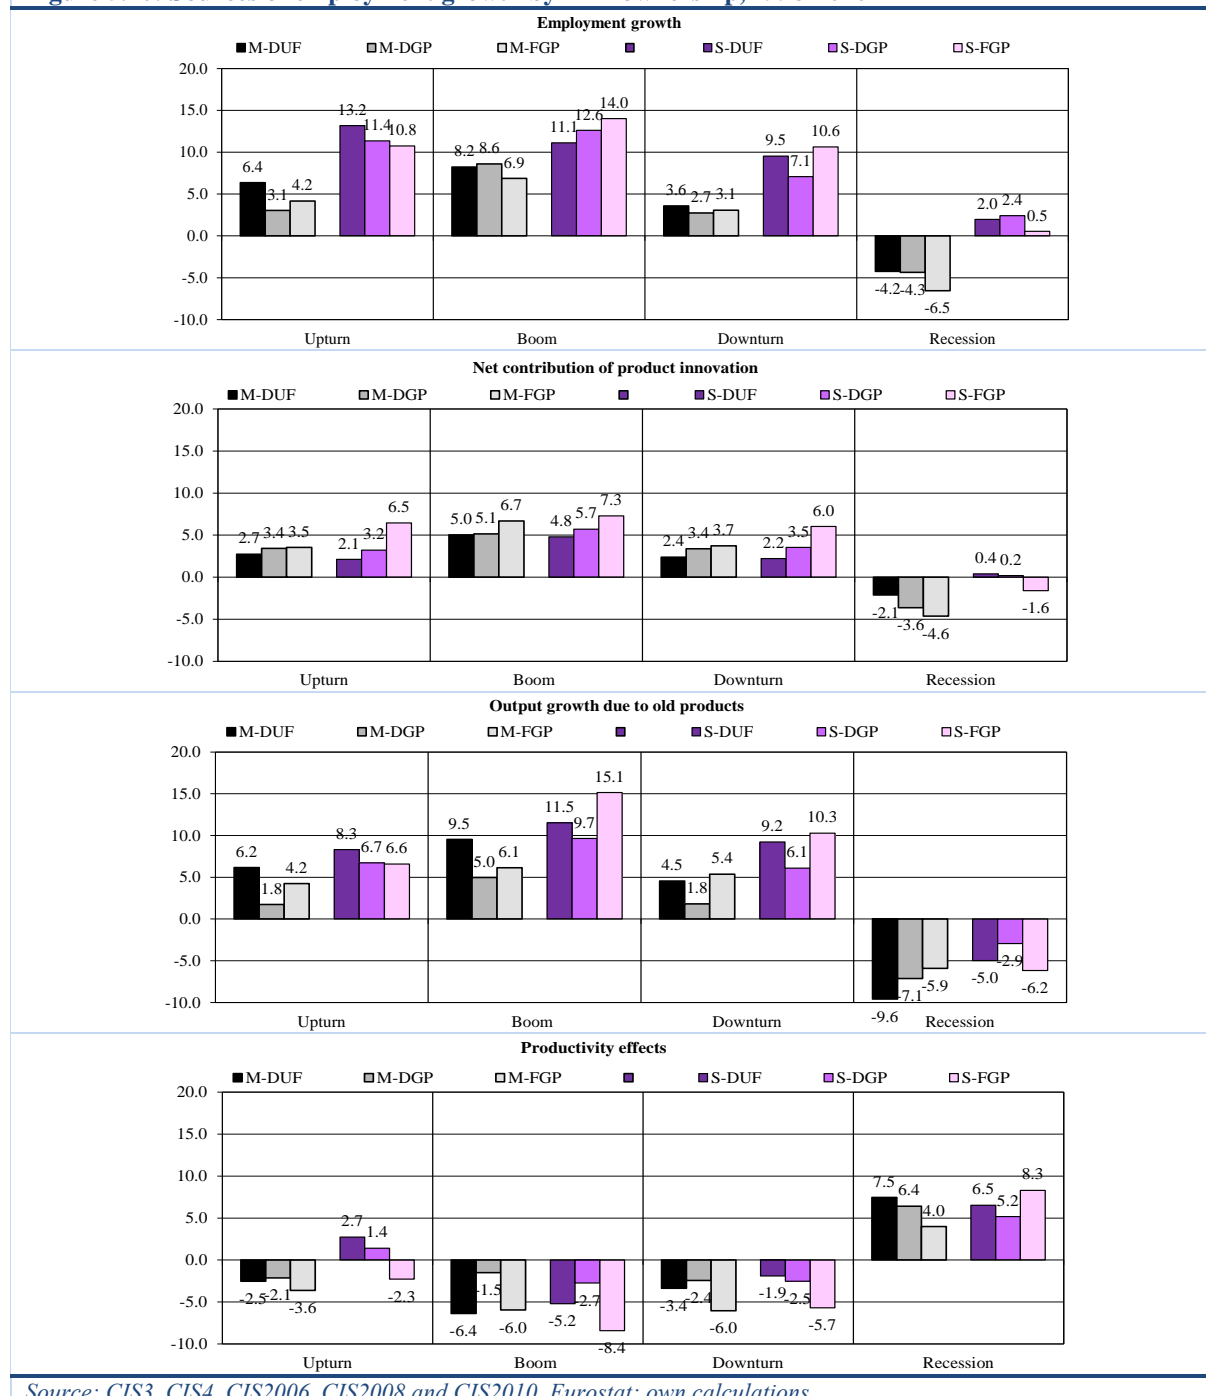 Employment growth
M-DUF M-DGP M-FGP S-DUF S-DGP S-FGP
20.0
15.0
10.0
5.0
0.0
-5.0
-10.0
6.4 3.1 4.2 13.2 11.4 10.8
8.2 8.6 6.9 11.1 12.6 14.0
3.6 2.7 3.1 9.5 7.1 10.6
-4.2 -4.3 -6.5 2.0 2.4 0.5
Upturn Boom Downturn Recession
Net contribution of product innovation
M-DUF M-DGP M-FGP S-DUF S-DGP S-FGP
20.0
15.0
10.0
5.0
0.0
-5.0
-10.0
2.7 3.4 3.5 2.1 3.2 6.5
5.0 5.1 6.7 4.8 5.7 7.3
2.4 3.4 3.7 2.2 3.5 6.0
-2.1 -3.6 -4.6 0.4 0.2 -1.6
Upturn Boom Downturn Recession
Output growth due to old products
M-DUF M-DGP M-FGP S-DUF S-DGP S-FGP
20.0
15.0
10.0
5.0
0.0
-5.0
-10.0
6.2 1.8 4.2 8.3 6.7 6.6
9.5 5.0 6.1 11.5 9.7 15.1
4.5 1.8 5.4 9.2 6.1 10.3
-9.6 -7.1 -5.9 -5.0 -2.9 -6.2
Upturn Boom Downturn Recession
Productivity effects
M-DUF M-DGP M-FGP S-DUF S-DGP S-FGP
20.0
15.0
10.0
5.0
0.0
-5.0
-10.0
-2.5 -2.1 -3.6 2.7 1.4 -2.3
-6.4 -1.5 -6.0 -5.2 -2.7 -8.4
-3.4 -2.4 -6.0 -1.9 -2.5 -5.7
7.5 6.4 4.0 6.5 5.2 8.3
Upturn Boom Downturn Recession
Source: CIS3, CIS4, CIS2006, CIS2008 and CIS2010, Eurostat; own calculations